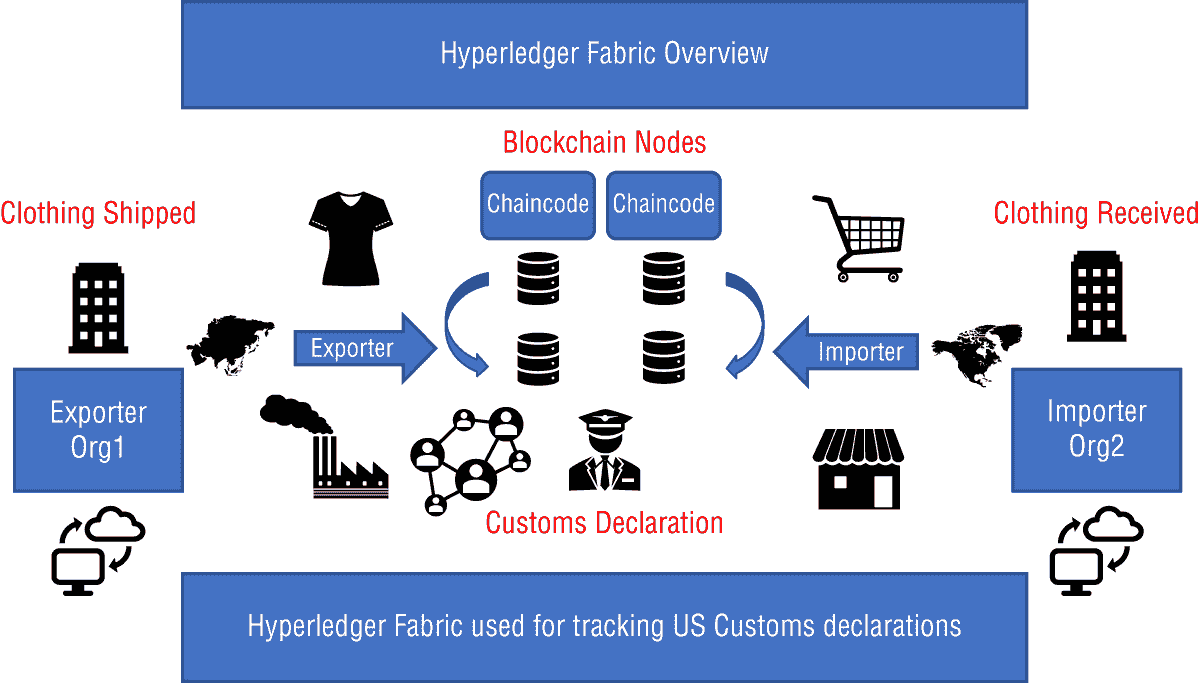 Hyperledger Fabric Overview
Blockchain Nodes
Chaincode
Chaincode
Clothing Shipped
Clothing Received
Exporter
Importer
Exporter
Org1
Importer
Org2
Customs Declaration
Hyperledger Fabric used for tracking US Customs declarations